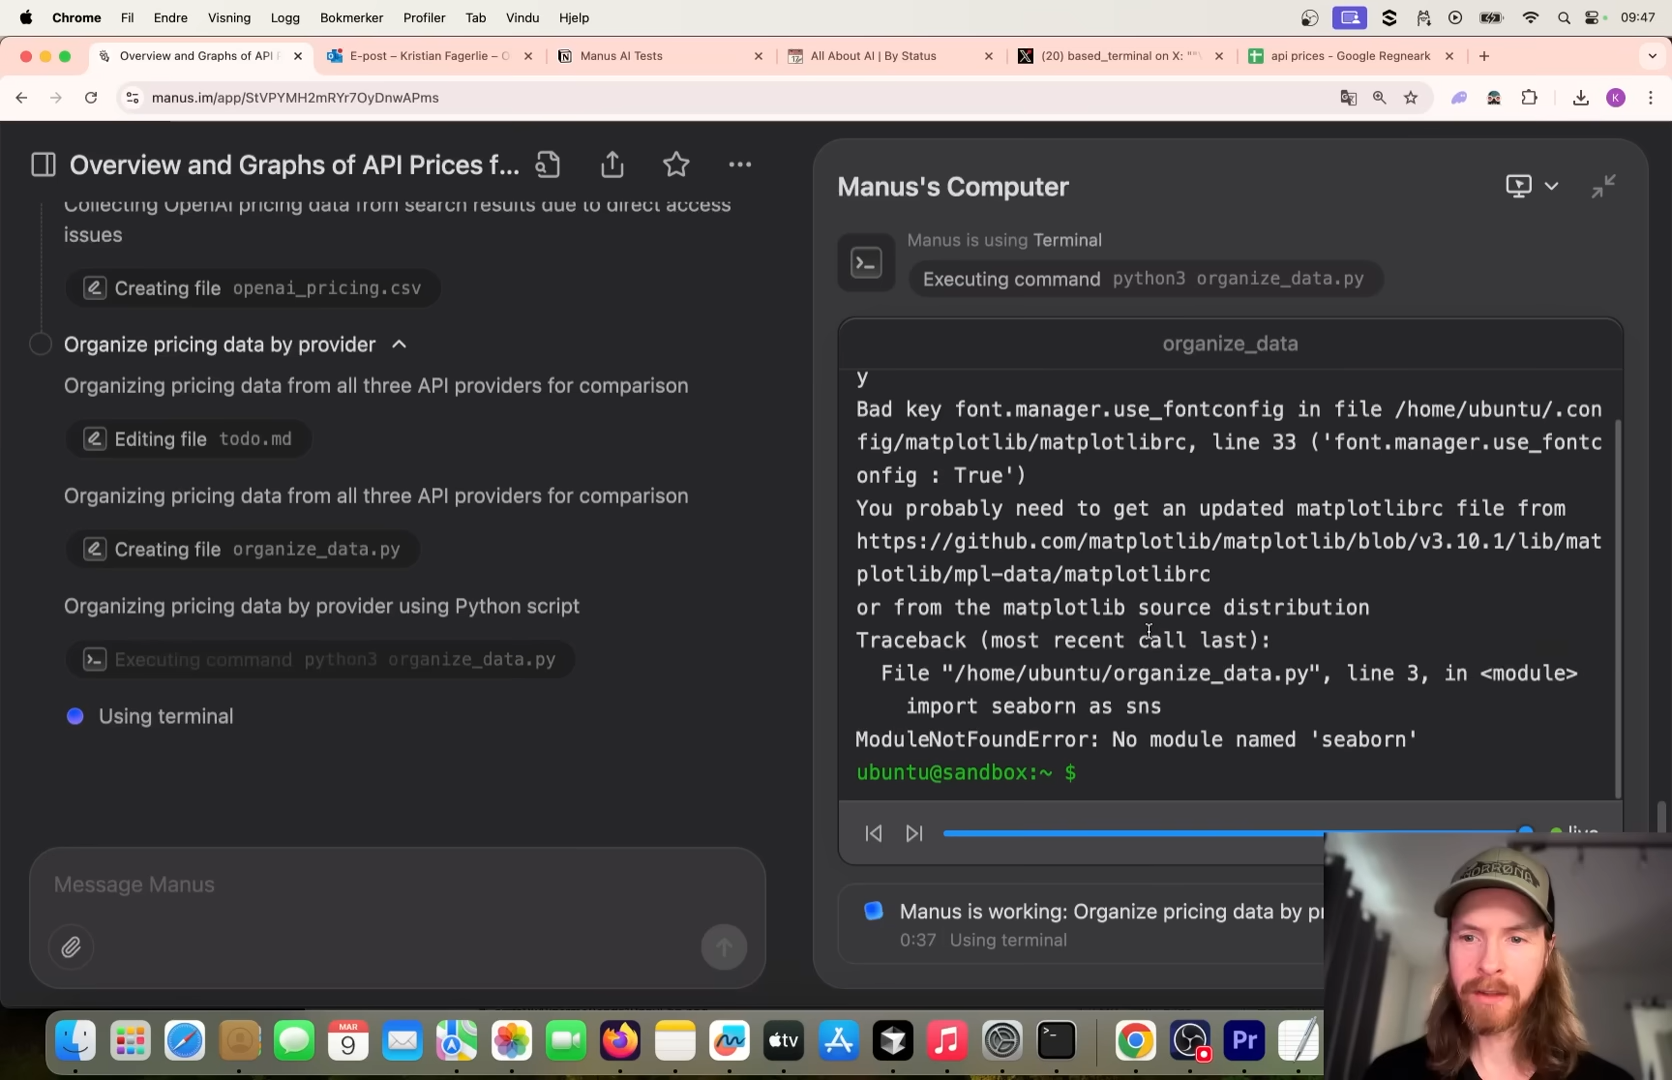 Chrome Fil Endre Visning Logg Bokmerker Profiler Tab Vindu Hjelp 09:47
Overview and Graphs of API P
E-post – Kristian Fagerlie – O
Manus AI Tests
All About AI | By Status
(20) based_terminal on X: ""
api prices - Google Regneark
manus.im/app/StVPYMH2mRYr7OyDnwAPms
K
Overview and Graphs of API Prices f...
Collecting OpenAI pricing data from search results due to direct access
issues
Creating file openai_pricing.csv
Organize pricing data by provider
Organizing pricing data from all three API providers for comparison
Editing file todo.md
Organizing pricing data from all three API providers for comparison
Creating file organize_data.py
Organizing pricing data by provider using Python script
Executing command python3 organize_data.py
Using terminal
Message Manus
Manus's Computer
Manus is using Terminal
Executing command python3 organize_data.py
organize_data
y
Bad key font.manager.use_fontconfig in file /home/ubuntu/.con
fig/matplotlib/matplotlibrc, line 33 ('font.manager.use_fontc
onfig : True')
You probably need to get an updated matplotlibrc file from
https://github.com/matplotlib/matplotlib/blob/v3.10.1/lib/mat
plotlib/mpl-data/matplotlibrc
or from the matplotlib source distribution
Traceback (most recent call last):
File "/home/ubuntu/organize_data.py", line 3, in <module>
import seaborn as sns
ModuleNotFoundError: No module named 'seaborn'
ubuntu@sandbox:~ $
live
Manus is working: Organize pricing data by pr
0:37 Using terminal
NORRØNA
MAR
9
tv
Pr